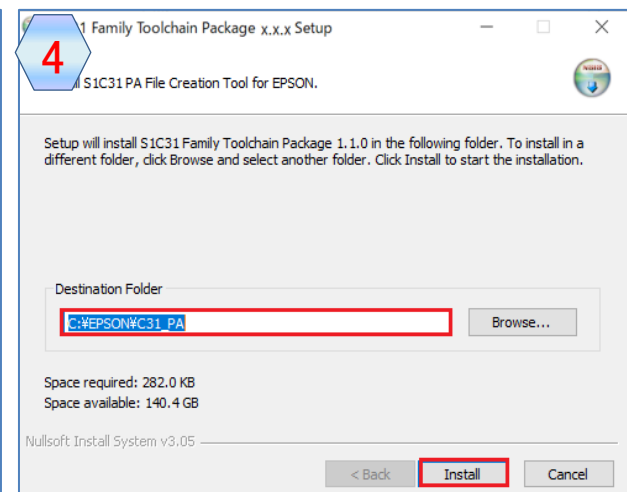 1 Family Toolchain Package x.x.x Setup
4
ll S1C31 PA File Creation Tool for EPSON.
Setup will install S1C31 Family Toolchain Package 1.1.0 in the following folder. To install in a
different folder, click Browse and select another folder. Click Install to start the installation.
Destination Folder
C:¥EPSON¥C31_PA
Browse...
Space required: 282.0 KB
Space available: 140.4 GB
Nullsoft Install System v3.05
< Back
Install
Cancel